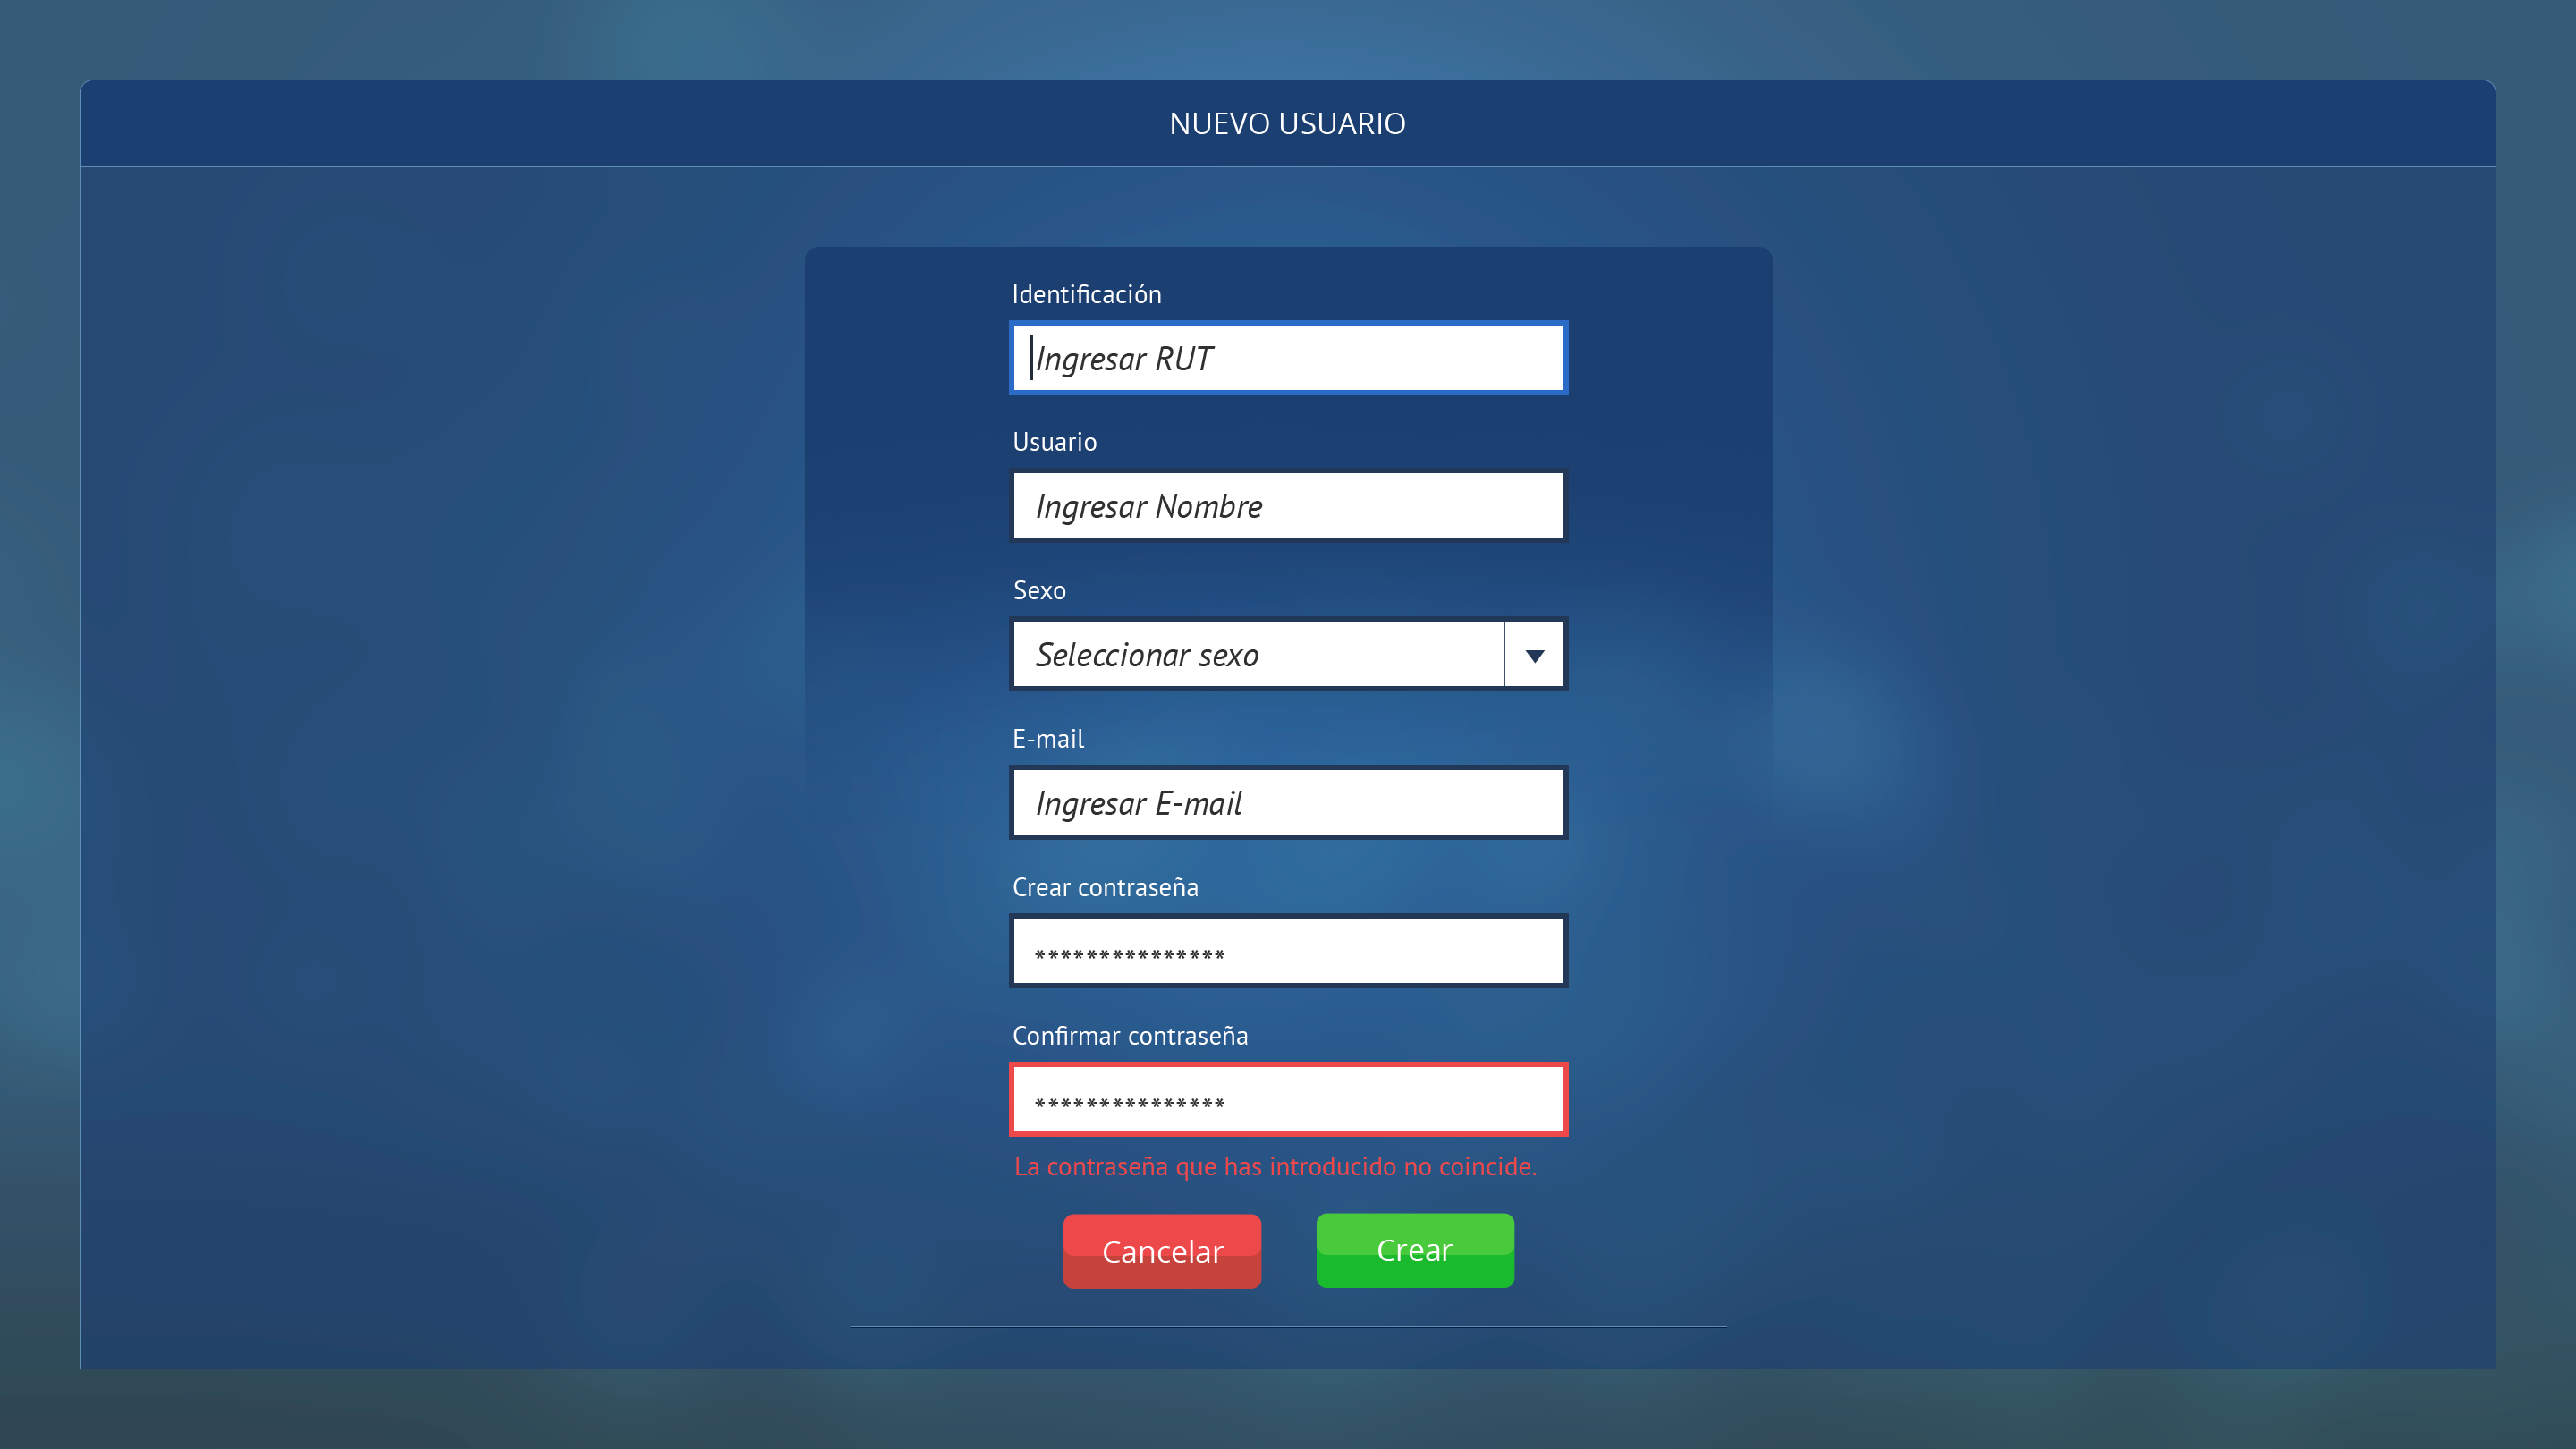 NUEVO USUARIO
Identificación
Ingresar RUT
Usuario
Ingresar Nombre
Sexo
Seleccionar sexo
E-mail
Ingresar E-mail
Crear contraseña
***************
Confirmar contraseña
***************
La contraseña que has introducido no coincide.
Cancelar
Crear